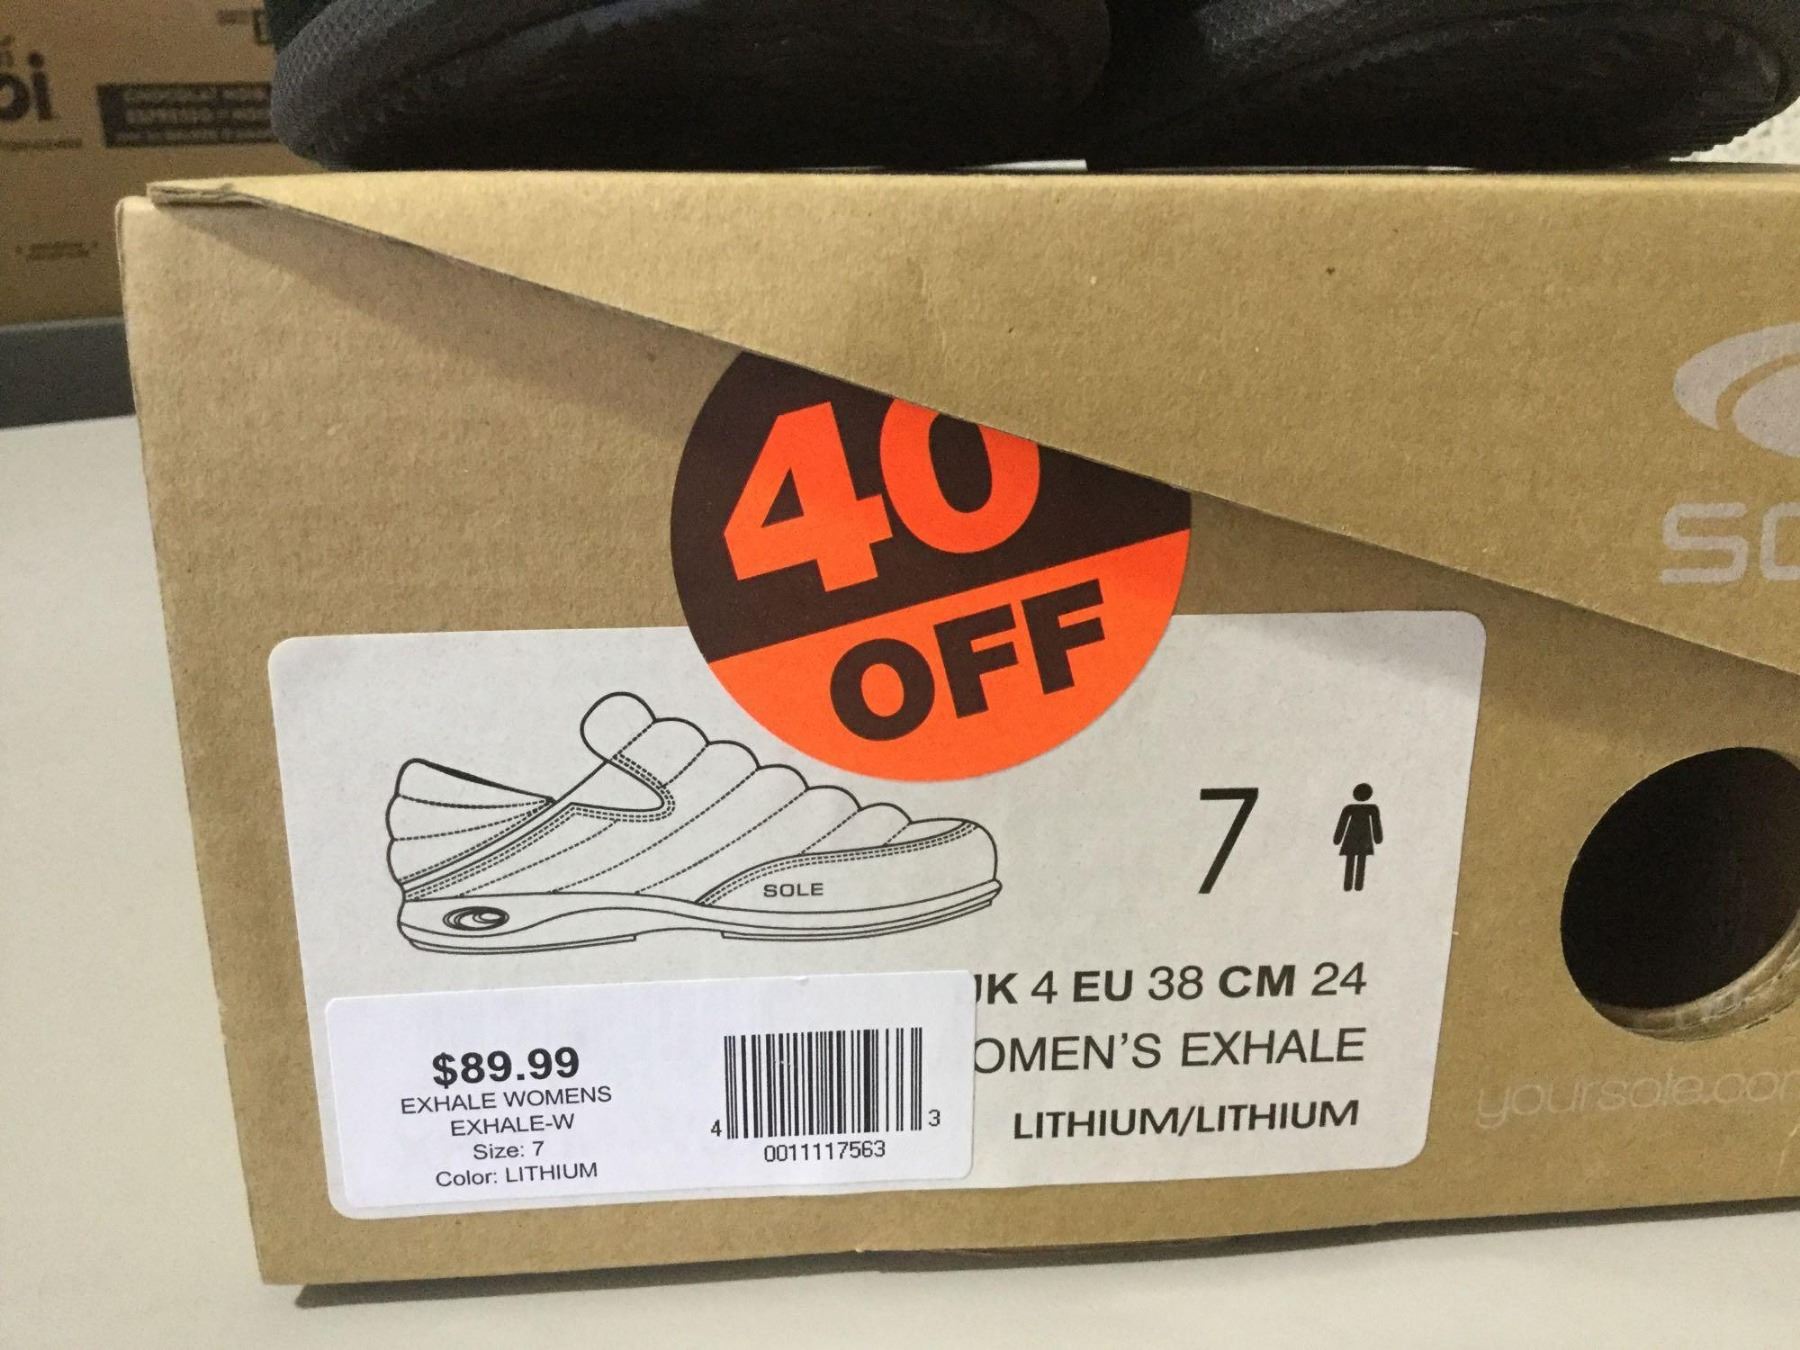 40
OFF
SOLE
7
UK 4 EU 38 CM 24
WOMEN'S EXHALE
LITHIUM/LITHIUM
$89.99
EXHALE WOMENS
EXHALE-W
Size: 7
Color: LITHIUM
4 3
0011117563
yoursole.com